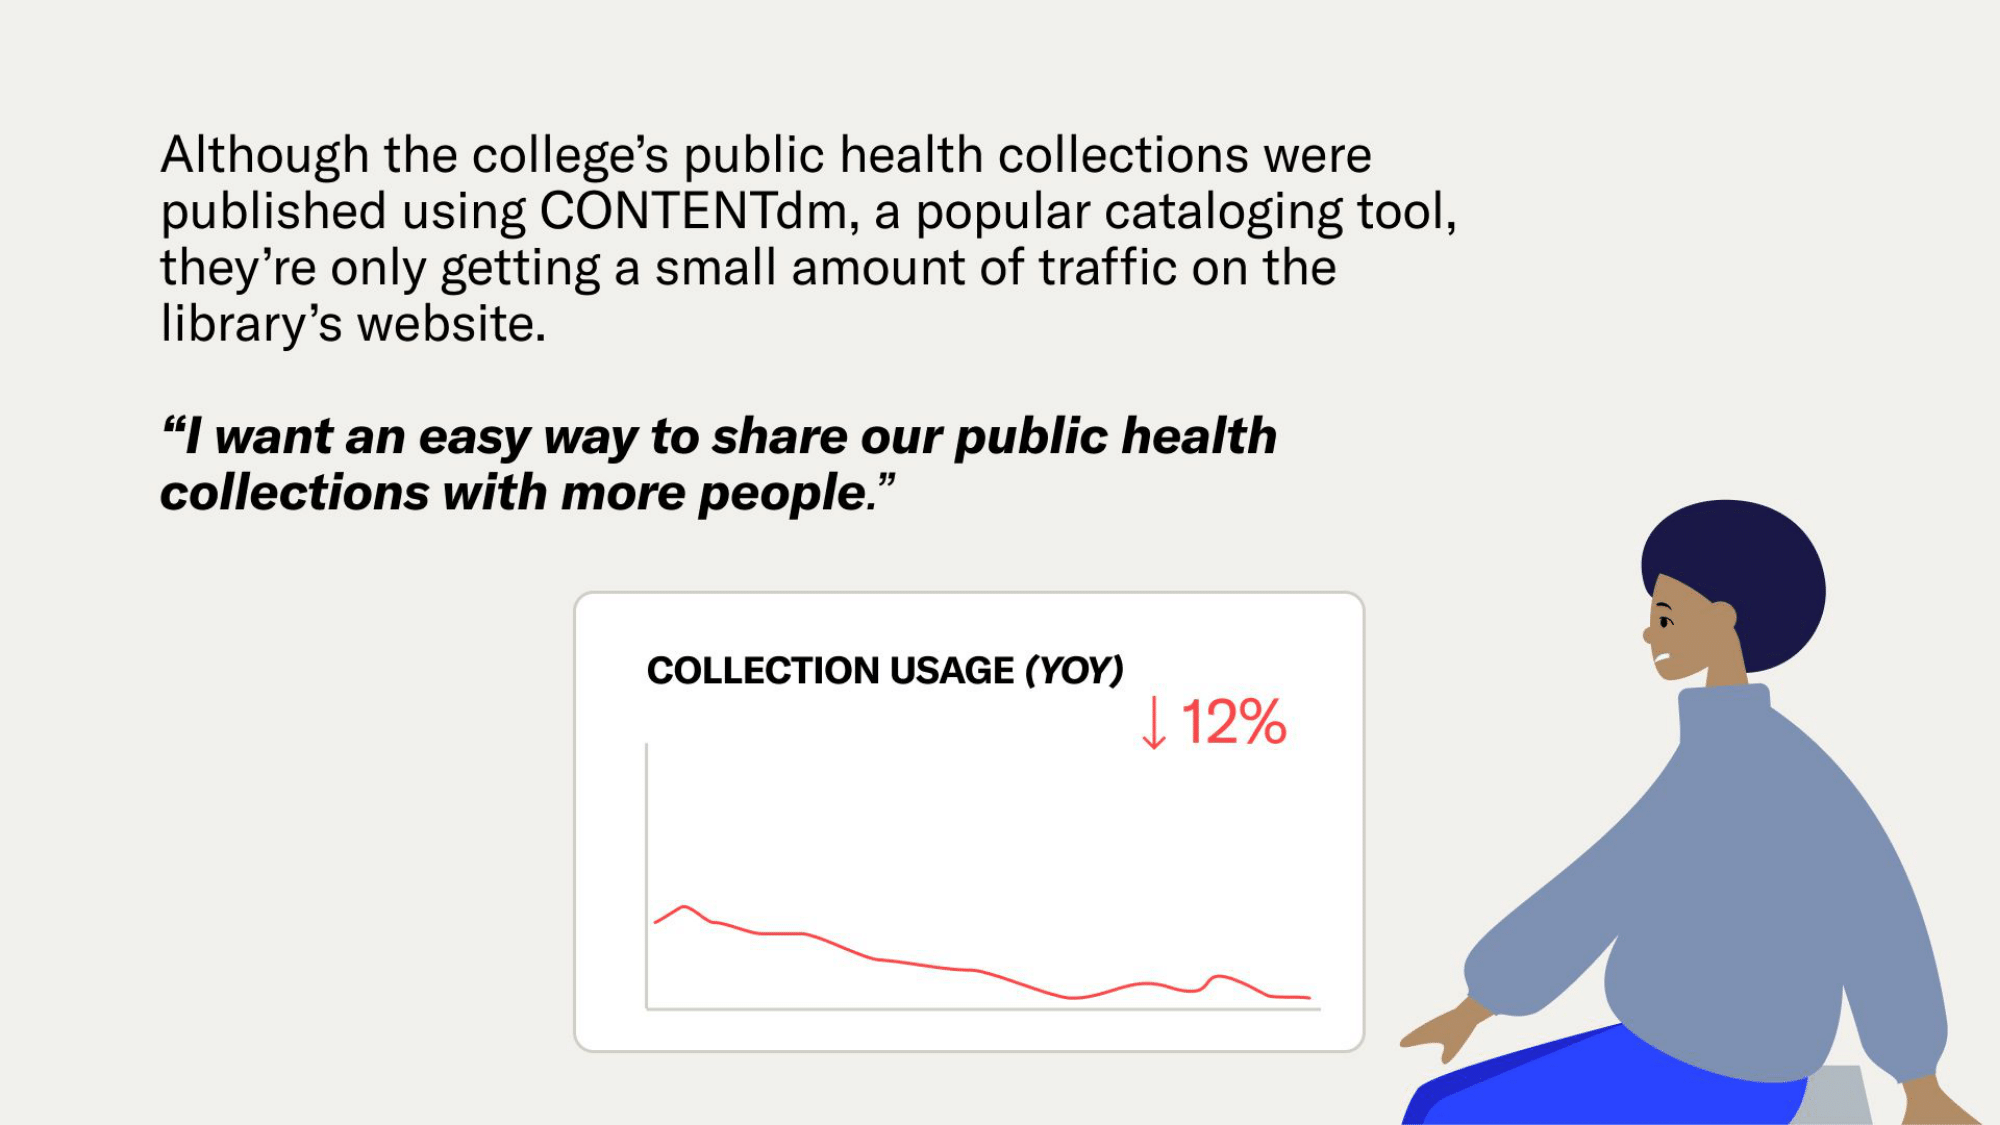 Although the college’s public health collections were
published using CONTENTdm, a popular cataloging tool,
they’re only getting a small amount of traffic on the
library’s website.
“I want an easy way to share our public health
collections with more people.”
COLLECTION USAGE (YOY)
↓ 12%